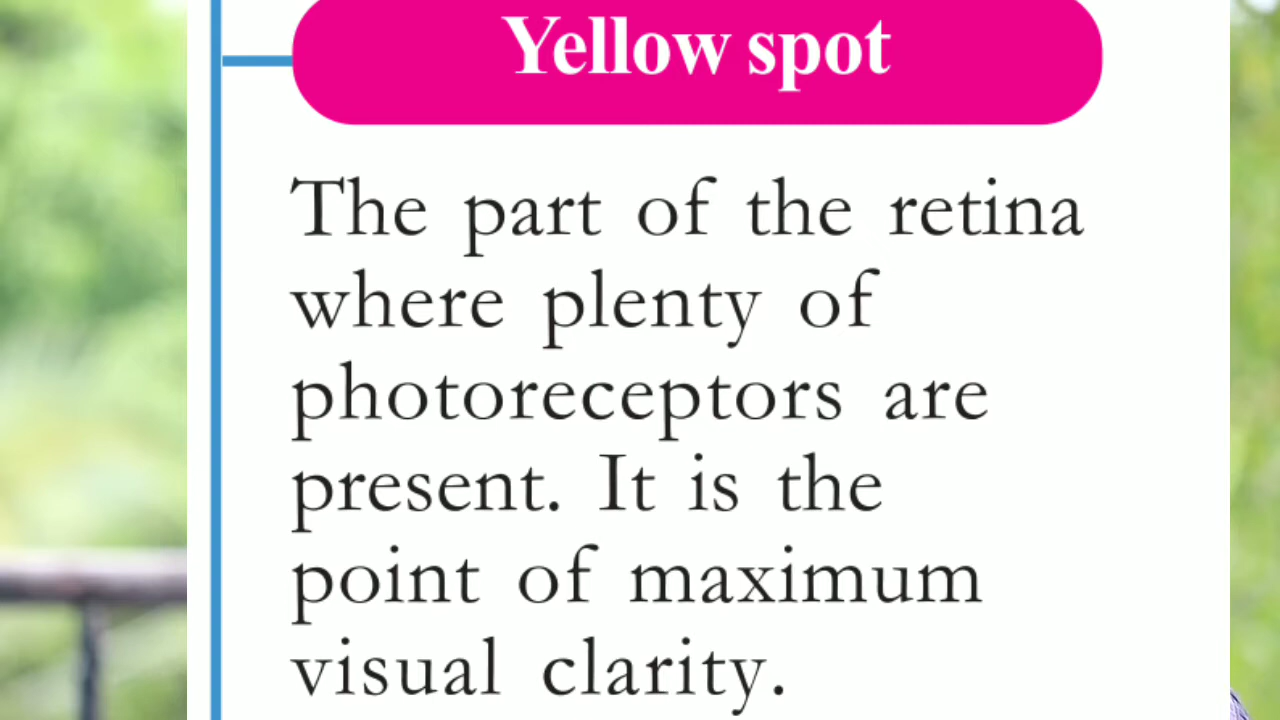 Yellow spot
The part of the retina
where plenty of
photoreceptors are
present. It is the
point of maximum
visual clarity.